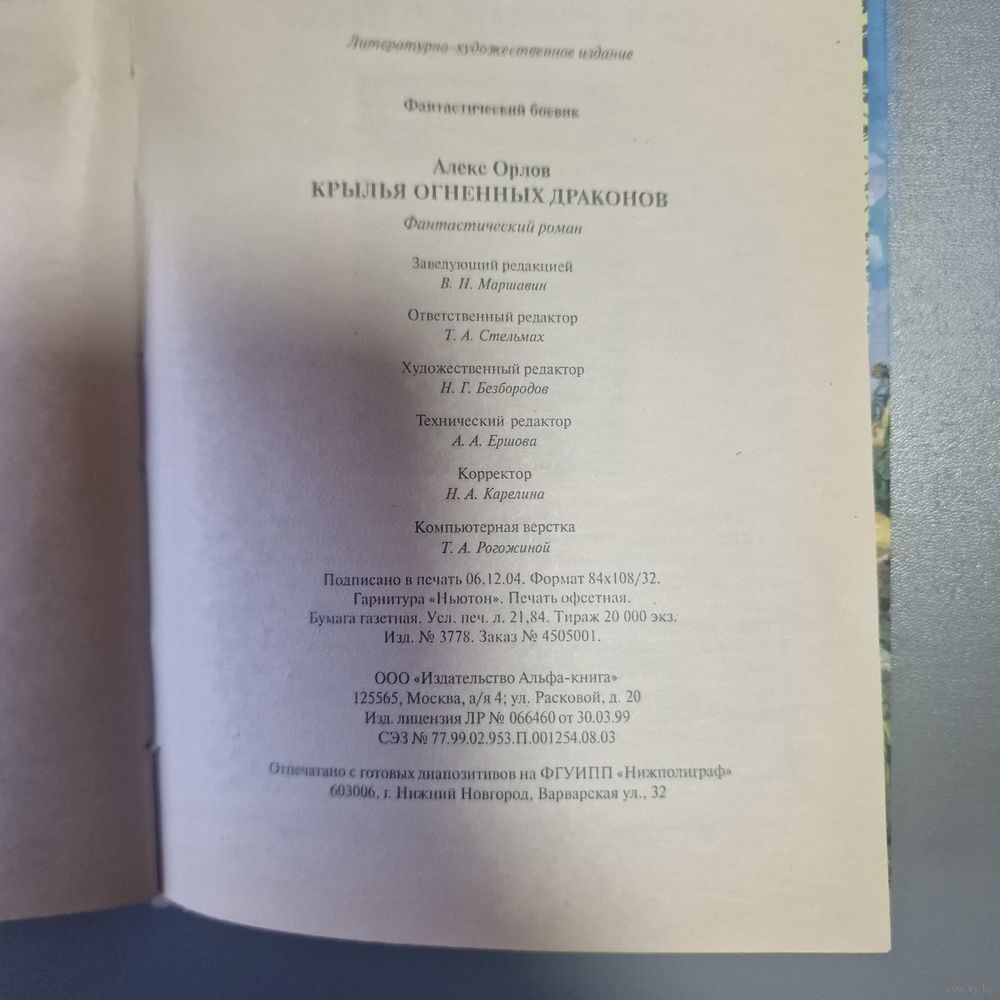 Литературно-художественное издание
Фантастический боевик
Алекс Орлов
КРЫЛЬЯ ОГНЕННЫХ ДРАКОНОВ
Фантастический роман
Заведующий редакцией
В. Н. Маршавин
Ответственный редактор
Т. А. Стельмах
Художественный редактор
Н. Г. Безбородов
Технический редактор
А. А. Ершова
Корректор
Н. А. Карелина
Компьютерная верстка
Т. А. Рогожиной
Подписано в печать 06.12.04. Формат 84х108/32.
Гарнитура «Ньютон». Печать офсетная.
Бумага газетная. Усл. печ. л. 21,84. Тираж 20 000 экз.
Изд. № 3778. Заказ № 4505001.
ООО «Издательство Альфа-книга»
125565, Москва, а/я 4; ул. Расковой, д. 20
Изд. лицензия ЛР № 066460 от 30.03.99
СЭЗ № 77.99.02.953.П.001254.08.03
Отпечатано с готовых диапозитивов на ФГУИПП «Нижполиграф»
603006, г. Нижний Новгород, Варварская ул., 32
www.ay.by